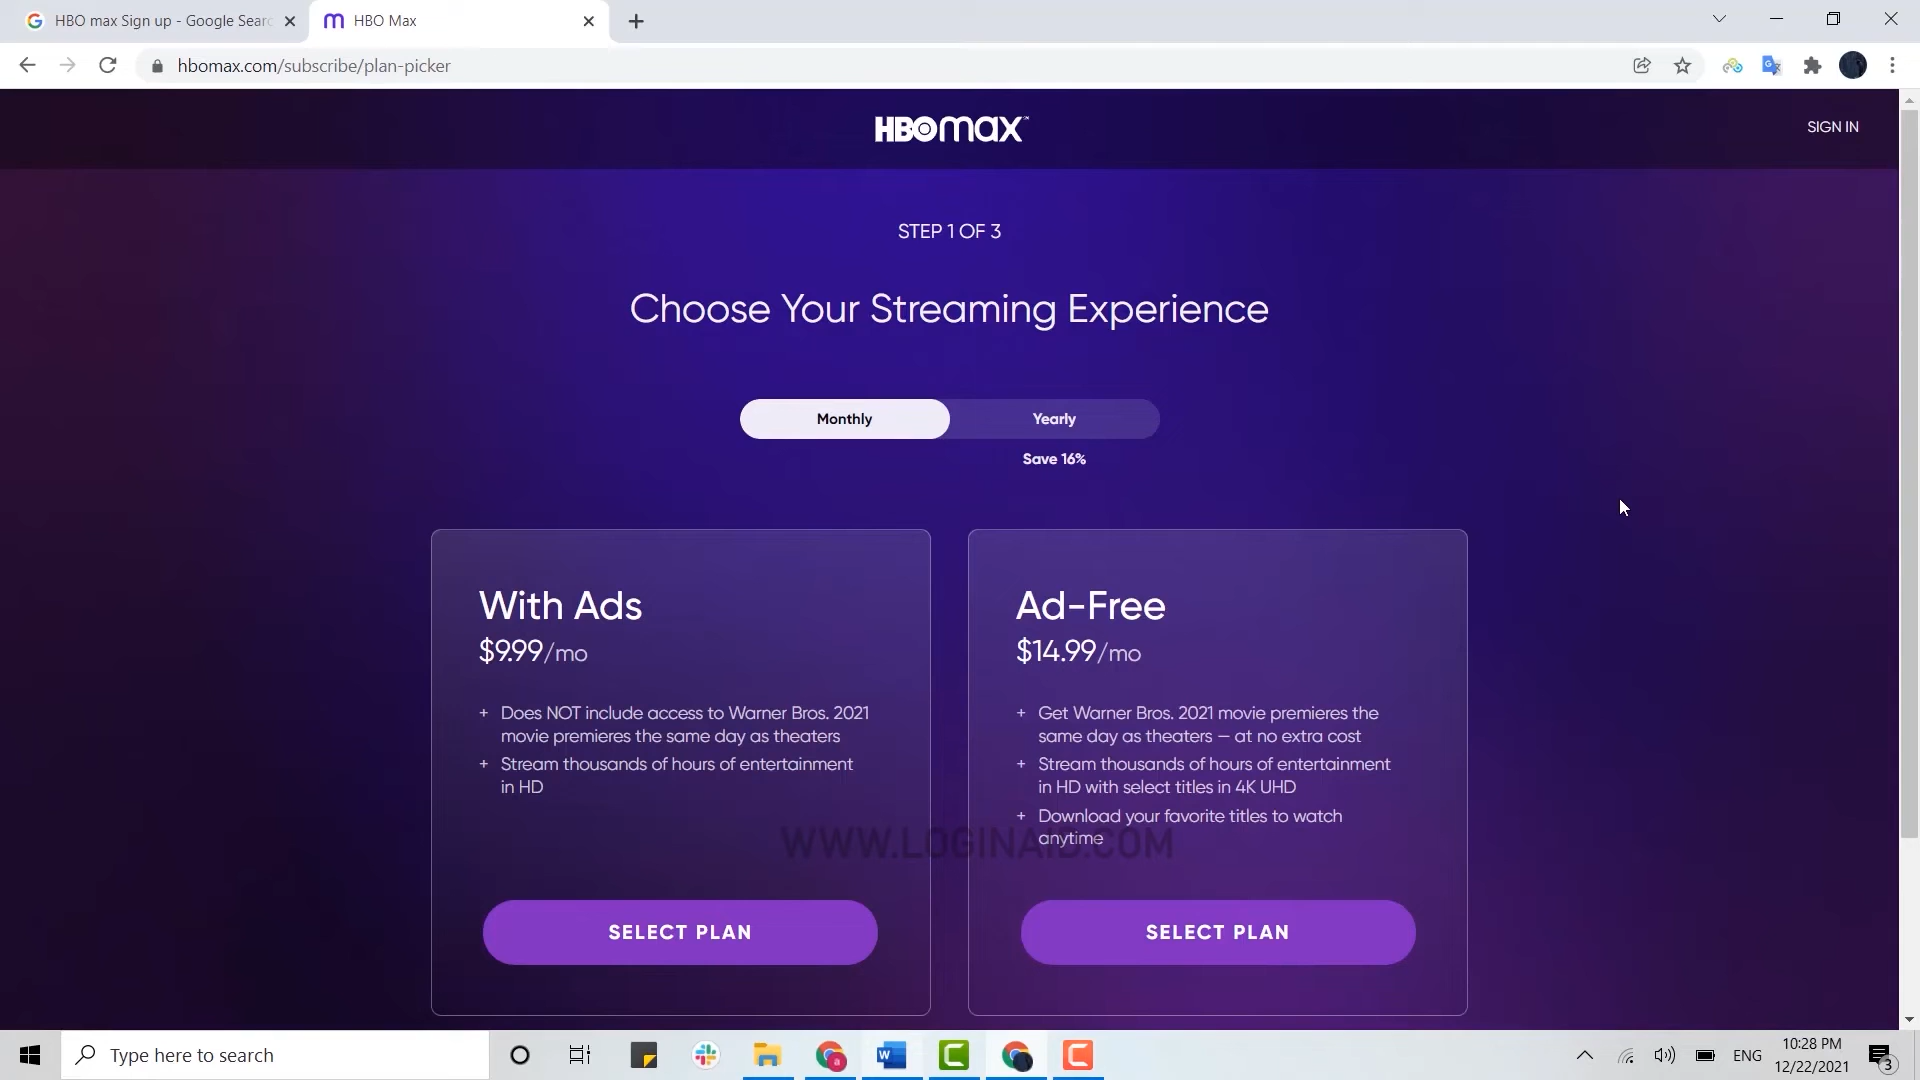 HBO max Sign up - Google Searc
HBO Max
hbomax.com/subscribe/plan-picker
HBOmax™
SIGN IN
STEP 1 OF 3
Choose Your Streaming Experience
Monthly
Yearly
Save 16%
With Ads
$9.99/mo
+ Does NOT include access to Warner Bros. 2021
movie premieres the same day as theaters
+ Stream thousands of hours of entertainment
in HD
SELECT PLAN
Ad-Free
$14.99/mo
+ Get Warner Bros. 2021 movie premieres the
same day as theaters — at no extra cost
+ Stream thousands of hours of entertainment
in HD with select titles in 4K UHD
+ Download your favorite titles to watch
anytime
SELECT PLAN
WWW.LOGINAID.COM
Type here to search
ENG
10:28 PM
12/22/2021
3